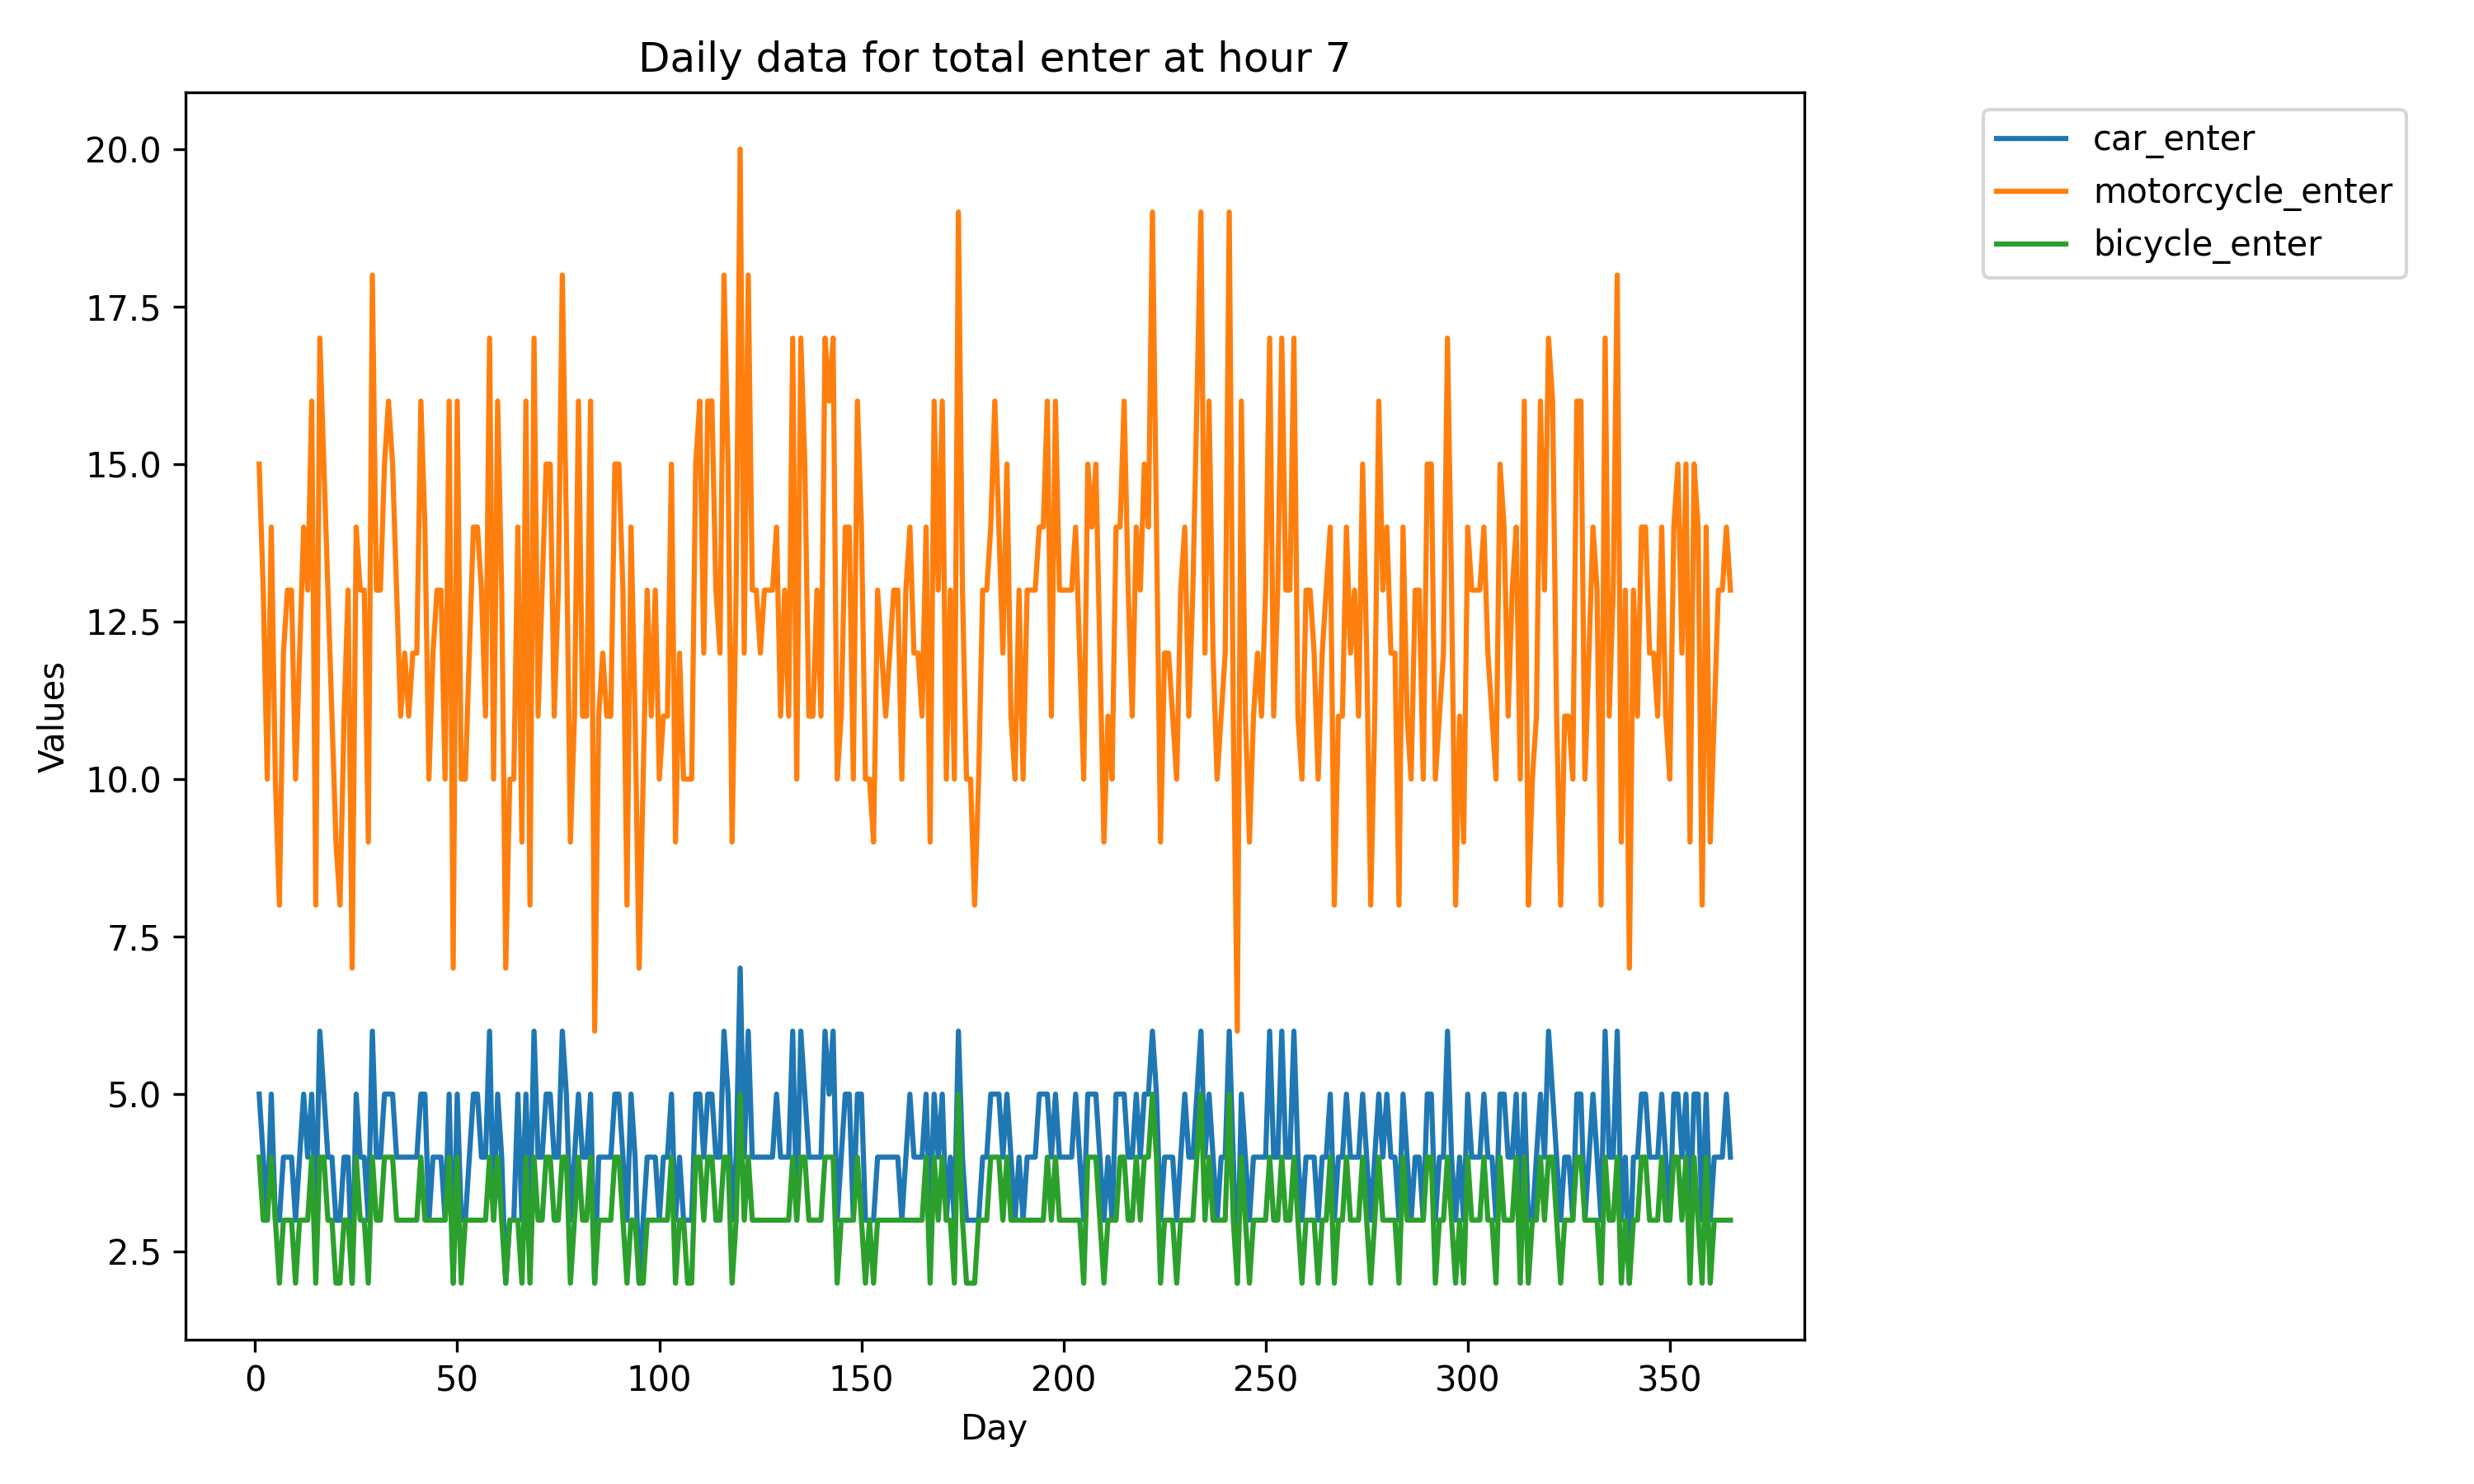 Daily data for total enter at hour 7
car_enter
motorcycle_enter
bicycle_enter
20.0
17.5
15.0
12.5
10.0
7.5
5.0
2.5
Values
0 50 100 150 200 250 300 350
Day